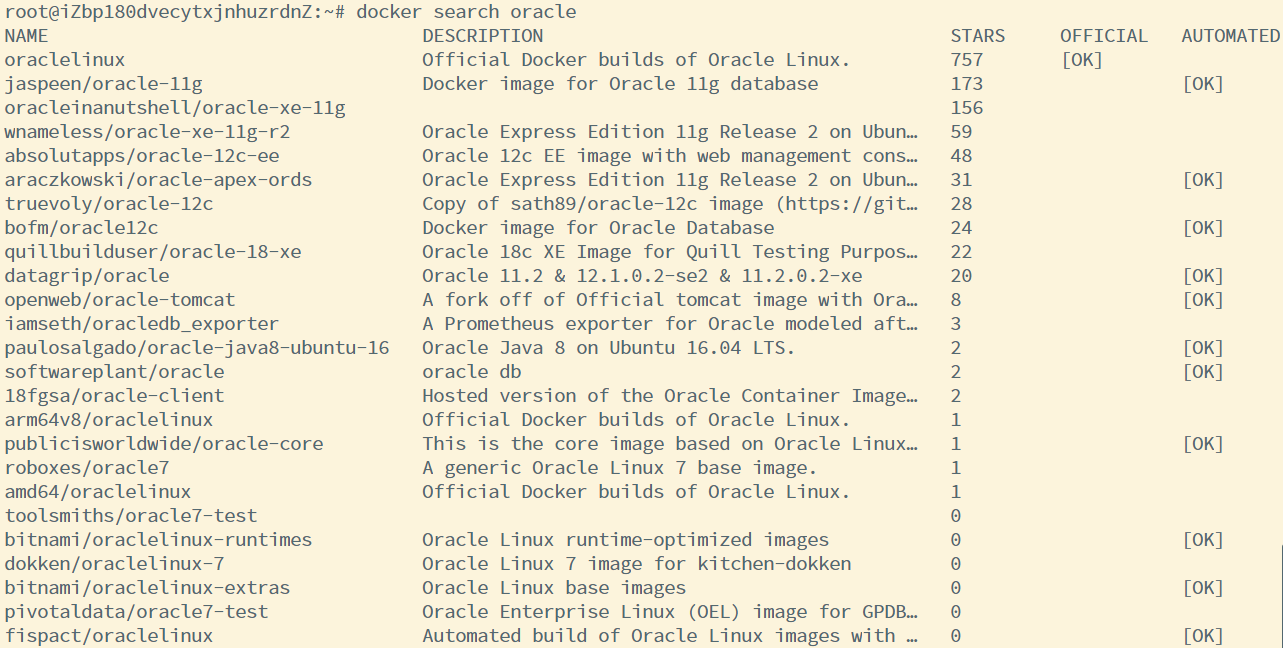 root@iZbp180dvecytxjnhuzrdnZ:~# docker search oracle
NAME DESCRIPTION STARS OFFICIAL AUTOMATED
oraclelinux Official Docker builds of Oracle Linux. 757 [OK]
jaspeen/oracle-11g Docker image for Oracle 11g database 173 [OK]
oracleinanutshell/oracle-xe-11g 156
wnameless/oracle-xe-11g-r2 Oracle Express Edition 11g Release 2 on Ubun… 59
absolutapps/oracle-12c-ee Oracle 12c EE image with web management cons… 48
araczkowski/oracle-apex-ords Oracle Express Edition 11g Release 2 on Ubun… 31 [OK]
truevoly/oracle-12c Copy of sath89/oracle-12c image (https://git… 28
bofm/oracle12c Docker image for Oracle Database 24 [OK]
quillbuilduser/oracle-18-xe Oracle 18c XE Image for Quill Testing Purpos… 22
datagrip/oracle Oracle 11.2 & 12.1.0.2-se2 & 11.2.0.2-xe 20 [OK]
openweb/oracle-tomcat A fork off of Official tomcat image with Ora… 8 [OK]
iamseth/oracledb_exporter A Prometheus exporter for Oracle modeled aft… 3
paulosalgado/oracle-java8-ubuntu-16 Oracle Java 8 on Ubuntu 16.04 LTS. 2 [OK]
softwareplant/oracle oracle db 2 [OK]
18fgsa/oracle-client Hosted version of the Oracle Container Image… 2
arm64v8/oraclelinux Official Docker builds of Oracle Linux. 1
publicisworldwide/oracle-core This is the core image based on Oracle Linux… 1 [OK]
roboxes/oracle7 A generic Oracle Linux 7 base image. 1
amd64/oraclelinux Official Docker builds of Oracle Linux. 1
toolsmiths/oracle7-test 0
bitnami/oraclelinux-runtimes Oracle Linux runtime-optimized images 0 [OK]
dokken/oraclelinux-7 Oracle Linux 7 image for kitchen-dokken 0
bitnami/oraclelinux-extras Oracle Linux base images 0 [OK]
pivotaldata/oracle7-test Oracle Enterprise Linux (OEL) image for GPDB… 0
fispact/oraclelinux Automated build of Oracle Linux images with … 0 [OK]